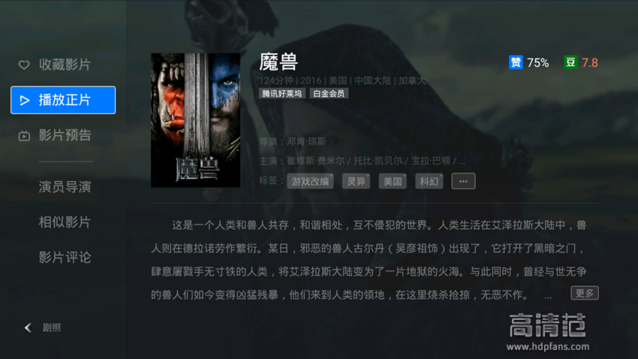 收藏影片
播放正片
影片预告
演员导演
相似影片
影片评论
剧照
魔兽
魔兽
赞 75%
豆 7.8
124分钟 | 2016 | 美国 | 中国大陆 | 加拿大
腾讯好莱坞 白金会员
导演：邓肯·琼斯
主演：崔维斯·费米尔 / 托比·凯贝尔 / 宝拉·巴顿 / ...
标签： 游戏改编 灵异 美国 科幻 ...
这是一个人类和兽人共存，和谐相处，互不侵犯的世界。人类生活在艾泽拉斯大陆中，兽
人则在德拉诺劳作繁衍。某日，邪恶的兽人古尔丹（吴彦祖饰）出现了，它打开了黑暗之门，
肆意屠戮手无寸铁的人类，将艾泽拉斯大陆变为了一片地狱的火海。与此同时，曾经与世无争
的兽人们如今变得凶猛残暴，他们来到人类的领地，在这里烧杀抢掠，无恶不作。 ...
更多
高清范
www.hdpfans.com